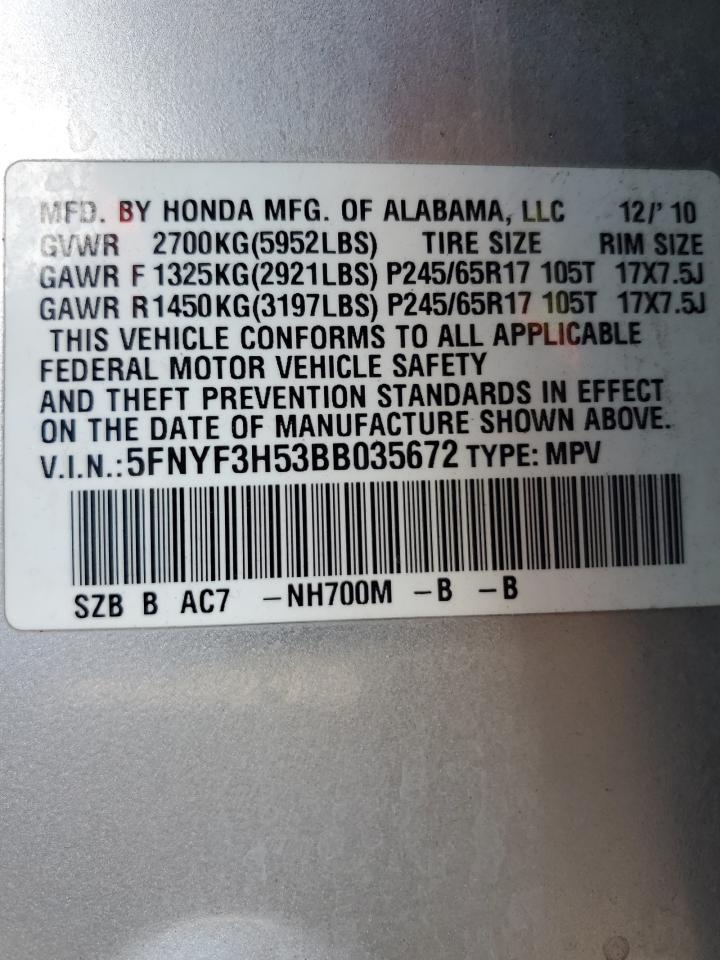 MFD. BY HONDA MFG. OF ALABAMA, LLC 12/' 10
GVWR 2700KG(5952LBS) TIRE SIZE RIM SIZE
GAWR F 1325KG(2921LBS) P245/65R17 105T 17X7.5J
GAWR R1450KG(3197LBS) P245/65R17 105T 17X7.5J
THIS VEHICLE CONFORMS TO ALL APPLICABLE
FEDERAL MOTOR VEHICLE SAFETY
AND THEFT PREVENTION STANDARDS IN EFFECT
ON THE DATE OF MANUFACTURE SHOWN ABOVE.
V.I.N.:5FNYF3H53BB035672 TYPE: MPV
SZB B AC7 -NH700M -B -B